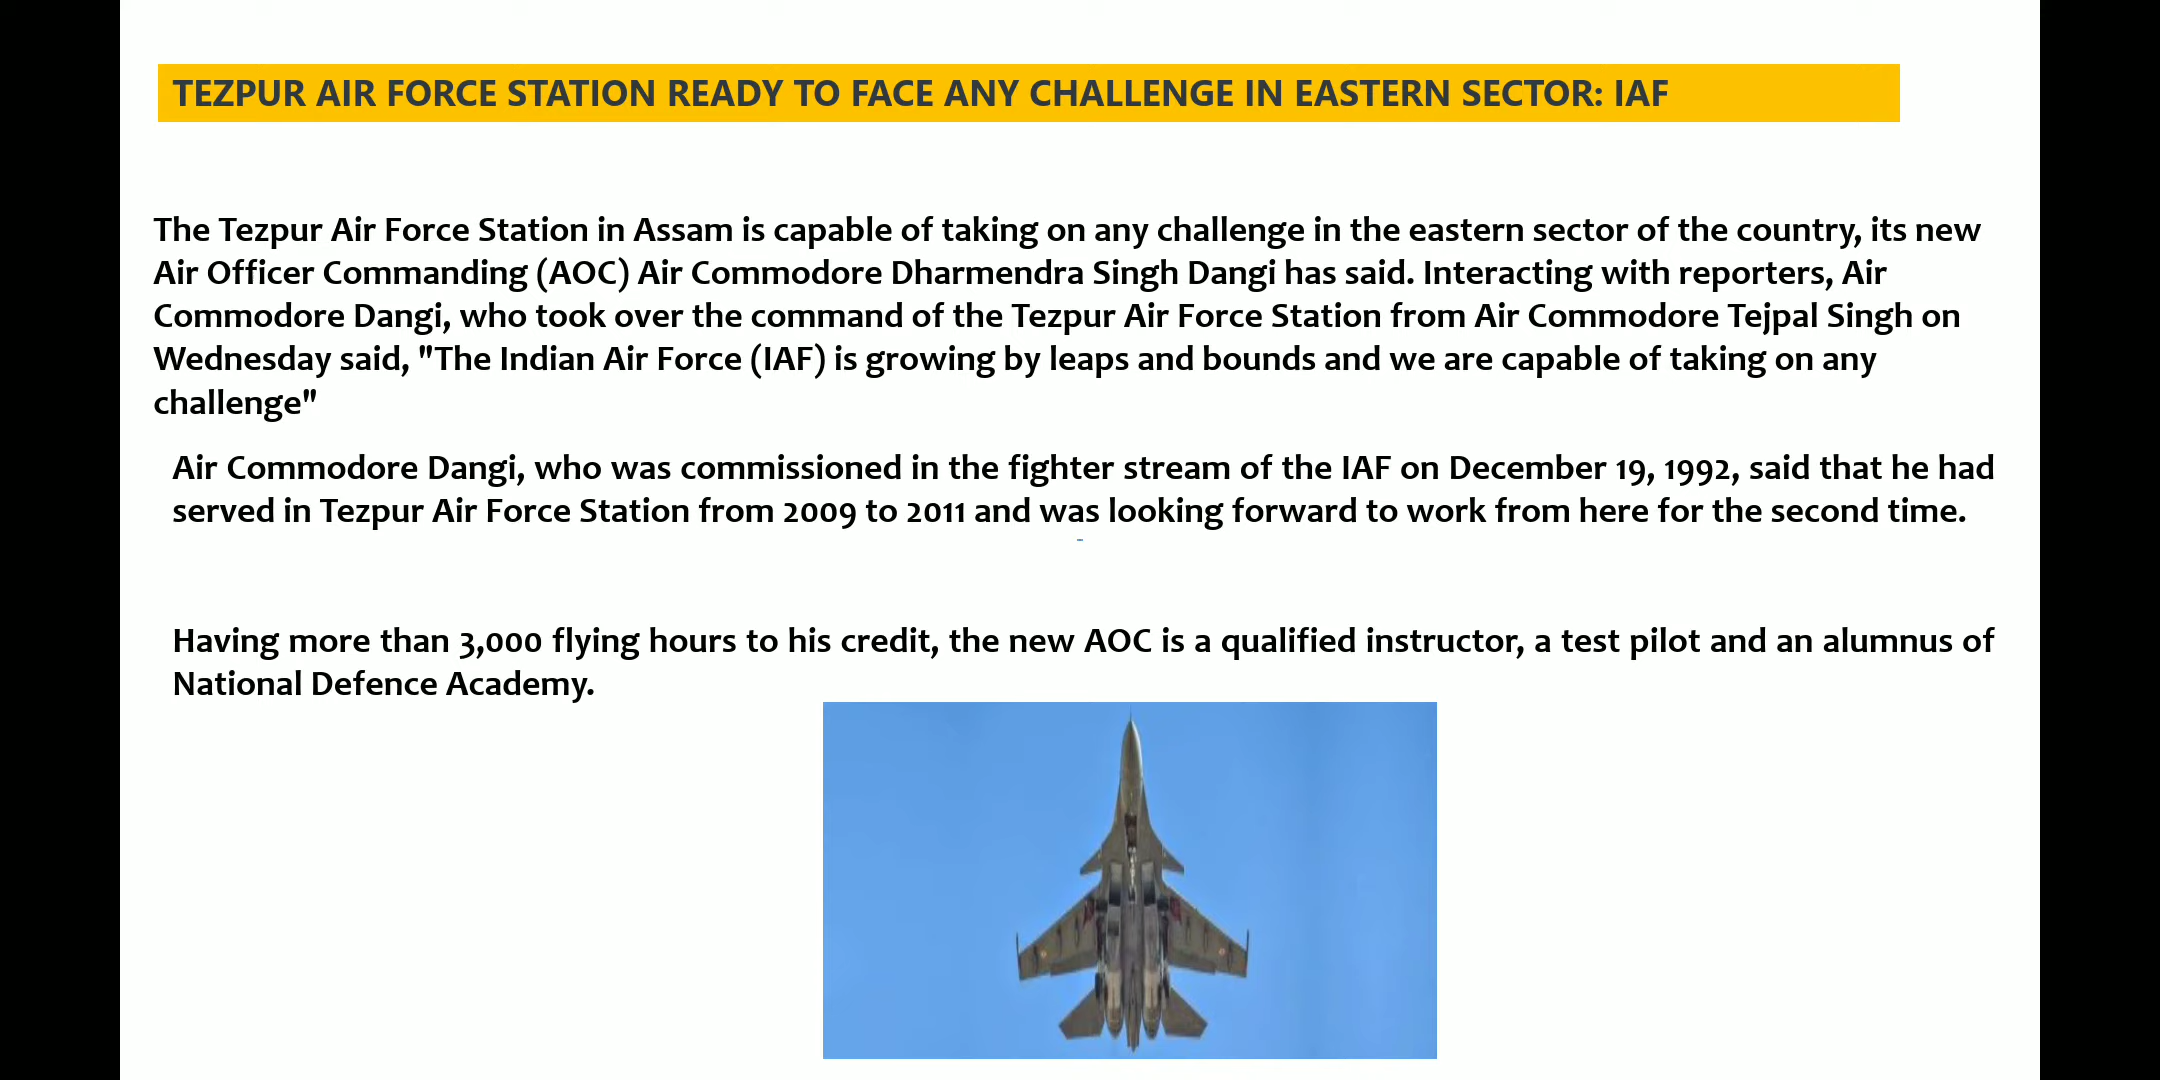 TEZPUR AIR FORCE STATION READY TO FACE ANY CHALLENGE IN EASTERN SECTOR: IAF
The Tezpur Air Force Station in Assam is capable of taking on any challenge in the eastern sector of the country, its new
Air Officer Commanding (AOC) Air Commodore Dharmendra Singh Dangi has said. Interacting with reporters, Air
Commodore Dangi, who took over the command of the Tezpur Air Force Station from Air Commodore Tejpal Singh on
Wednesday said, "The Indian Air Force (IAF) is growing by leaps and bounds and we are capable of taking on any
challenge"
Air Commodore Dangi, who was commissioned in the fighter stream of the IAF on December 19, 1992, said that he had
served in Tezpur Air Force Station from 2009 to 2011 and was looking forward to work from here for the second time.
Having more than 3,000 flying hours to his credit, the new AOC is a qualified instructor, a test pilot and an alumnus of
National Defence Academy.